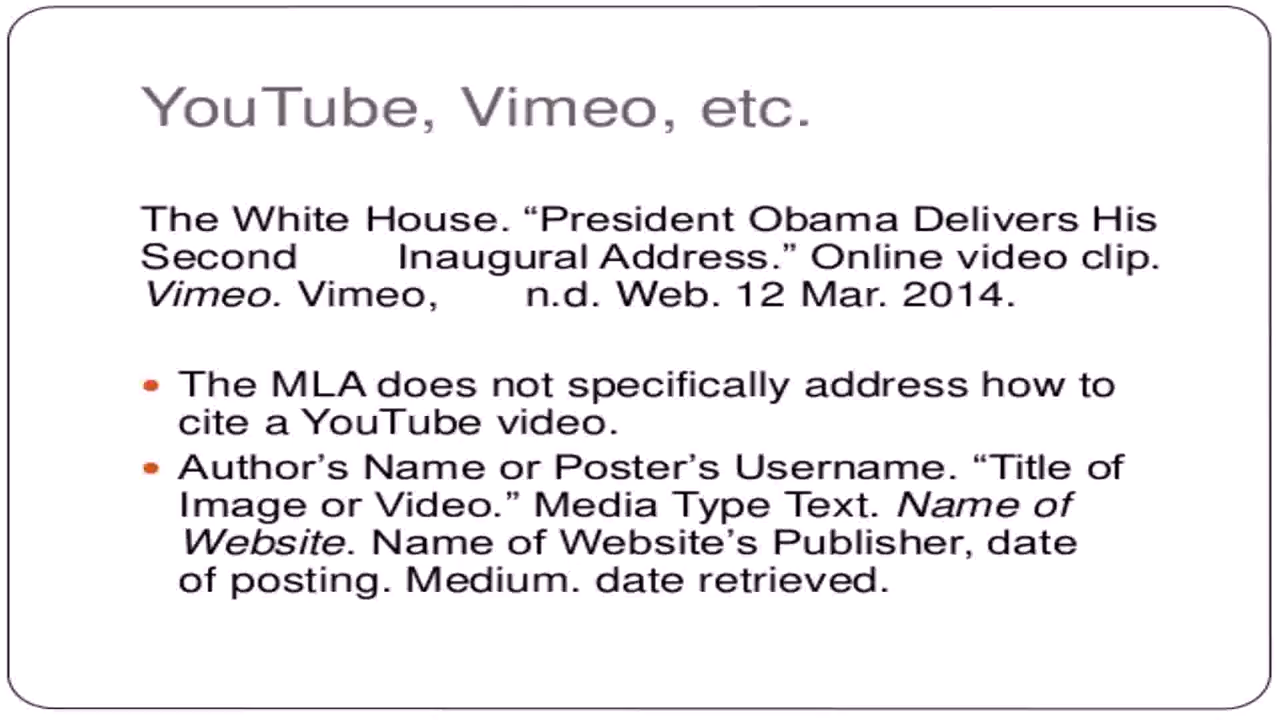 YouTube, Vimeo, etc.
The White House. “President Obama Delivers His
Second Inaugural Address.” Online video clip.
Vimeo. Vimeo, n.d. Web. 12 Mar. 2014.
• The MLA does not specifically address how to
cite a YouTube video.
• Author’s Name or Poster’s Username. “Title of
Image or Video.” Media Type Text. Name of
Website. Name of Website’s Publisher, date
of posting. Medium. date retrieved.